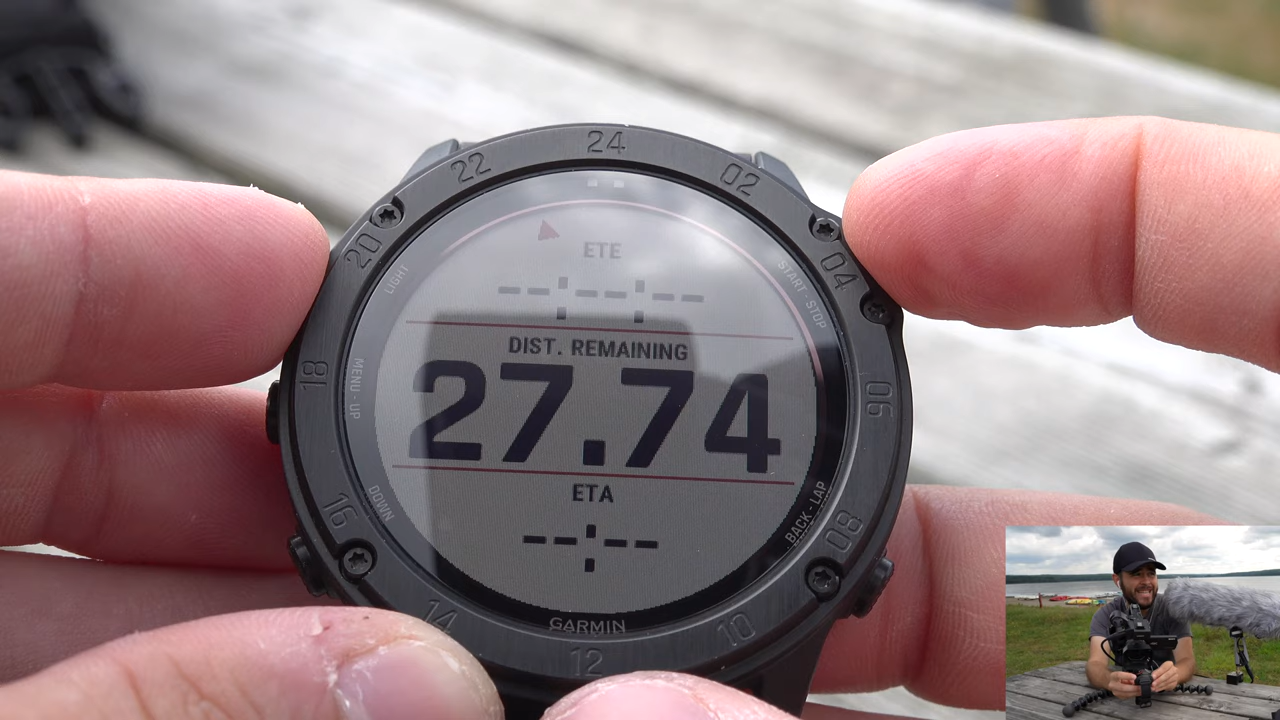 24
22
02
20
04
LIGHT
START · STOP
ETE
--:--:--
DIST. REMAINING
18
MENU · UP
27.74
06
ETA
--:--
16
DOWN
BACK · LAP
08
14
GARMIN
10
12